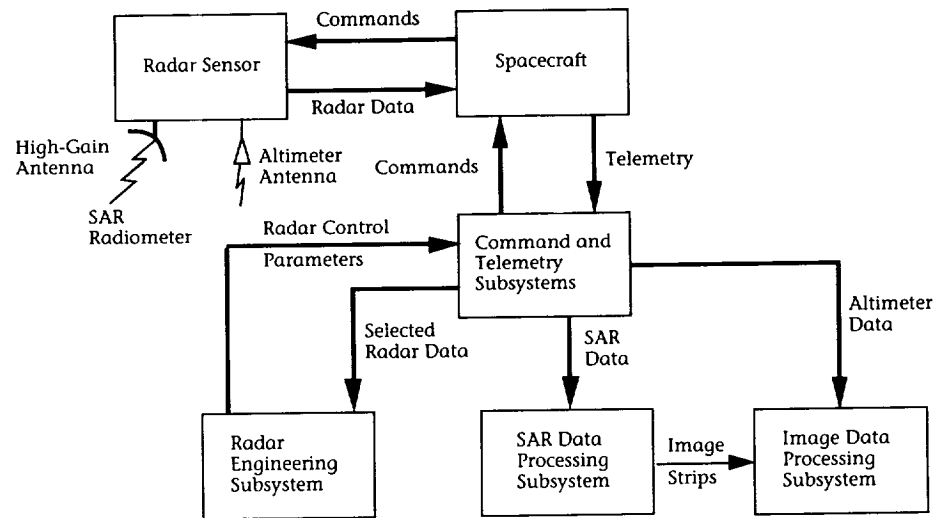 Commands
Radar Sensor
Spacecraft
Radar Data
High-Gain
Antenna
Altimeter
Antenna
Commands
Telemetry
SAR
Radiometer
Radar Control
Parameters
Command and
Telemetry
Subsystems
Altimeter
Data
Selected
Radar Data
SAR
Data
Radar
Engineering
Subsystem
SAR Data
Processing
Subsystem
Image
Strips
Image Data
Processing
Subsystem